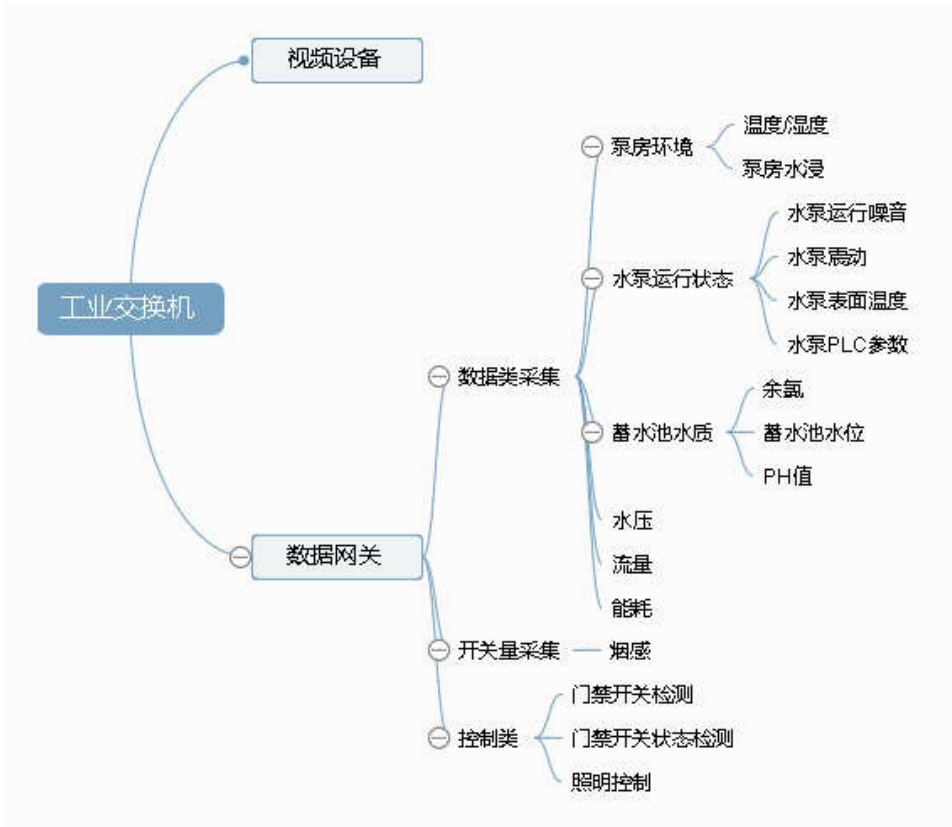 视频设备
温度/湿度
泵房环境
泵房水浸
水泵运行噪音
水泵震动
水泵运行状态
水泵表面温度
工业交换机
水泵PLC参数
数据类采集
余氯
蓄水池水质
蓄水池水位
PH值
水压
数据网关
流量
能耗
开关量采集
烟感
门禁开关检测
控制类
门禁开关状态检测
照明控制